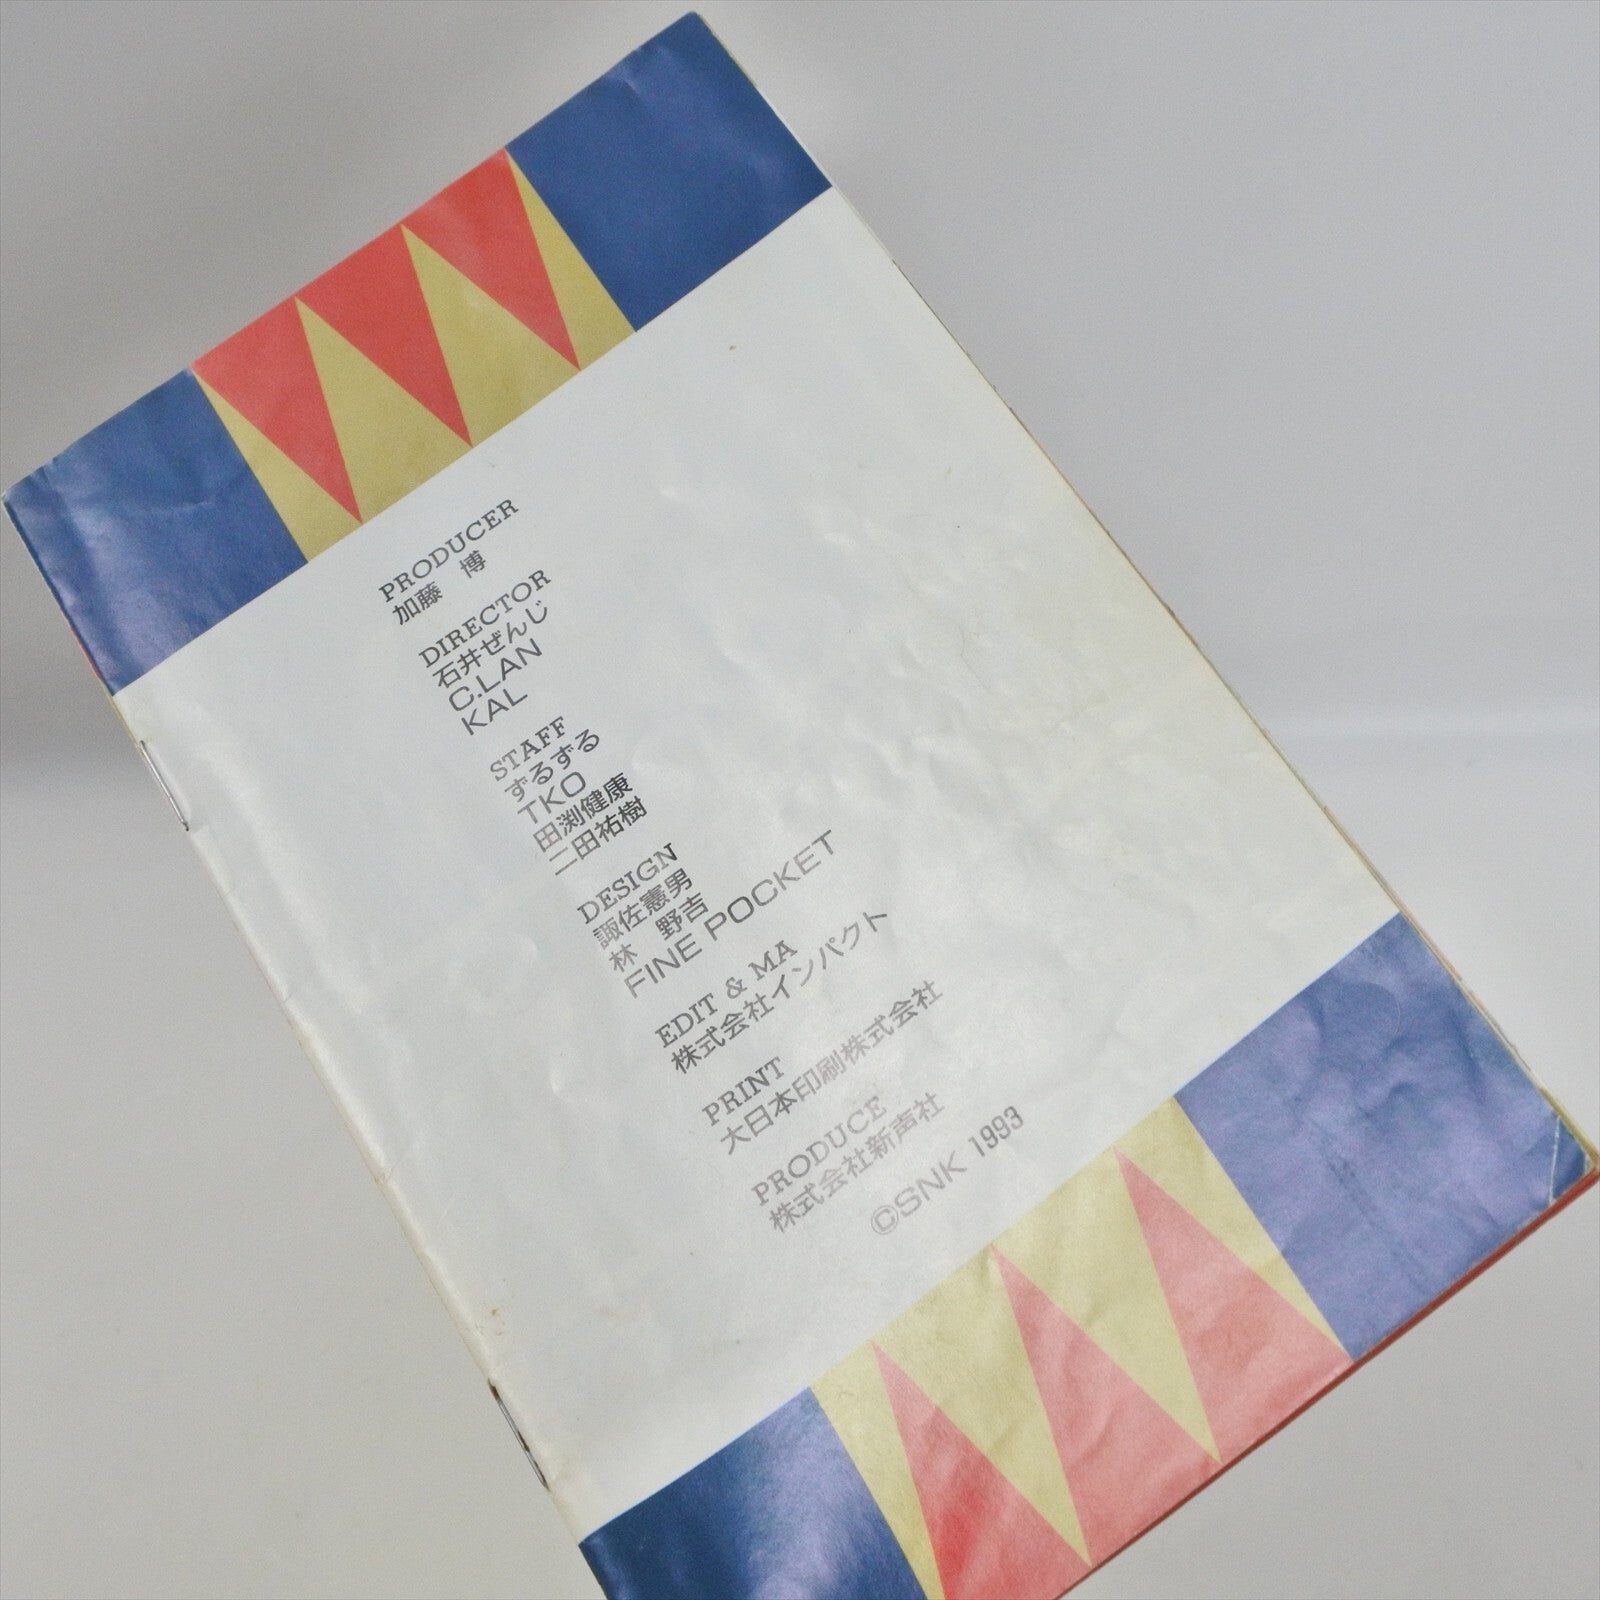 PRODUCER
加藤　博
DIRECTOR
石井ぜんじ
C.LAN
KAL
STAFF
ずるずる
TKO
田渕健康
二田祐樹
DESIGN
諏佐憲男
林　野吉
FINE POCKET
EDIT & MA
株式会社インパクト
PRINT
大日本印刷株式会社
PRODUCE
株式会社新声社
©SNK 1993